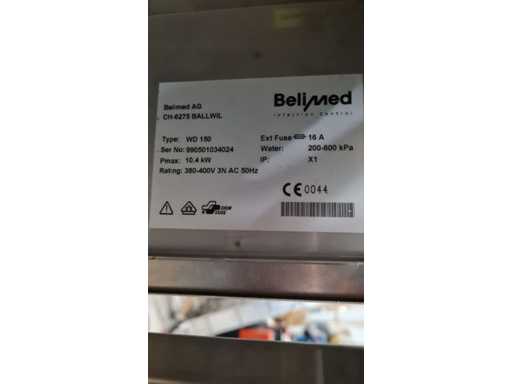 Belimed AG
CH-6275 BALLWIL
Belimed
Infection Control
Type: WD 150
Ser No: 990501034024
Pmax: 10.4 kW
Rating: 380-400V 3N AC 50Hz
Ext Fuse 16 A
Water: 200-600 kPa
IP: X1
CE 0044